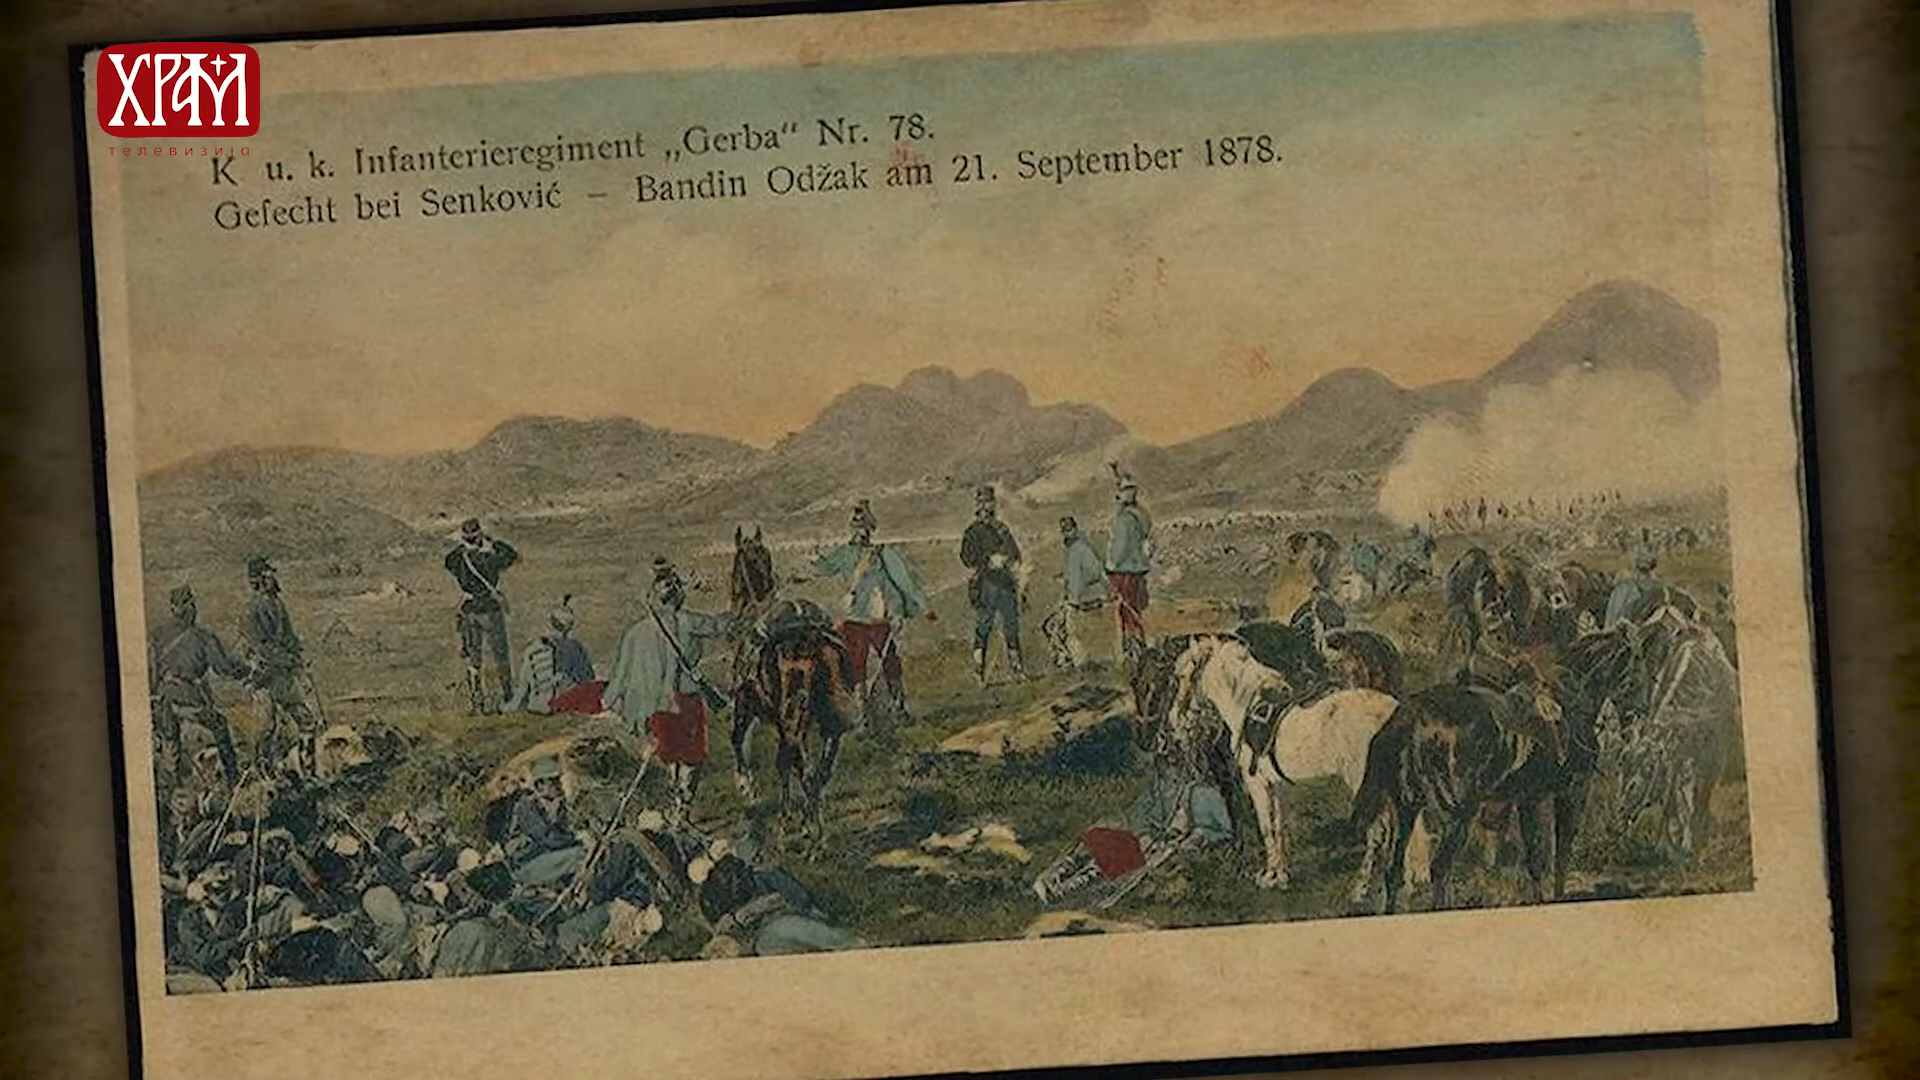 ХРАМ
телевизија
K u. k. Infanterieregiment „Gerba“ Nr. 78.
Gefecht bei Senković – Bandin Odžak am 21. September 1878.